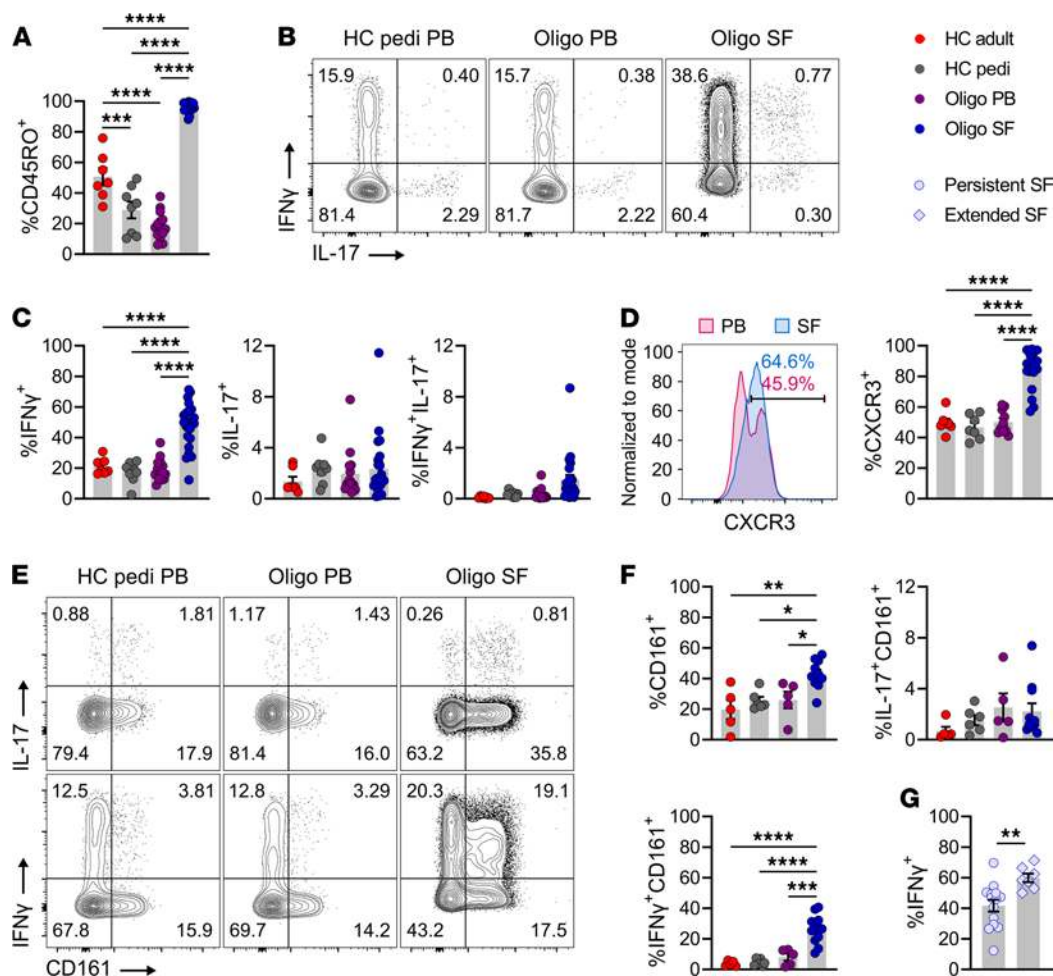 A
%CD45RO+
100
80
60
40
20
0
****
****
****
****
***
B
HC pedi PB
Oligo PB
Oligo SF
15.9
0.40
81.4
2.29
15.7
0.38
81.7
2.22
38.6
0.77
60.4
0.30
IFNγ
IL-17
HC adult
HC pedi
Oligo PB
Oligo SF
Persistent SF
Extended SF
C
%IFNγ+
100
80
60
40
20
0
****
****
****
%IL-17+
12
8
4
0
%IFNγ+IL-17+
12
8
4
0
D
PB
SF
Normalized to mode
100
80
60
40
20
0
64.6%
45.9%
CXCR3
%CXCR3+
100
80
60
40
20
0
****
****
****
E
HC pedi PB
Oligo PB
Oligo SF
0.88
1.81
79.4
17.9
1.17
1.43
81.4
16.0
0.26
0.81
63.2
35.8
IL-17
12.5
3.81
67.8
15.9
12.8
3.29
69.7
14.2
20.3
19.1
43.2
17.5
IFNγ
CD161
F
%CD161+
100
80
60
40
20
0
**
*
*
%IL-17+CD161+
12
8
4
0
%IFNγ+CD161+
100
80
60
40
20
0
****
****
***
G
%IFNγ+
100
80
60
40
20
0
**